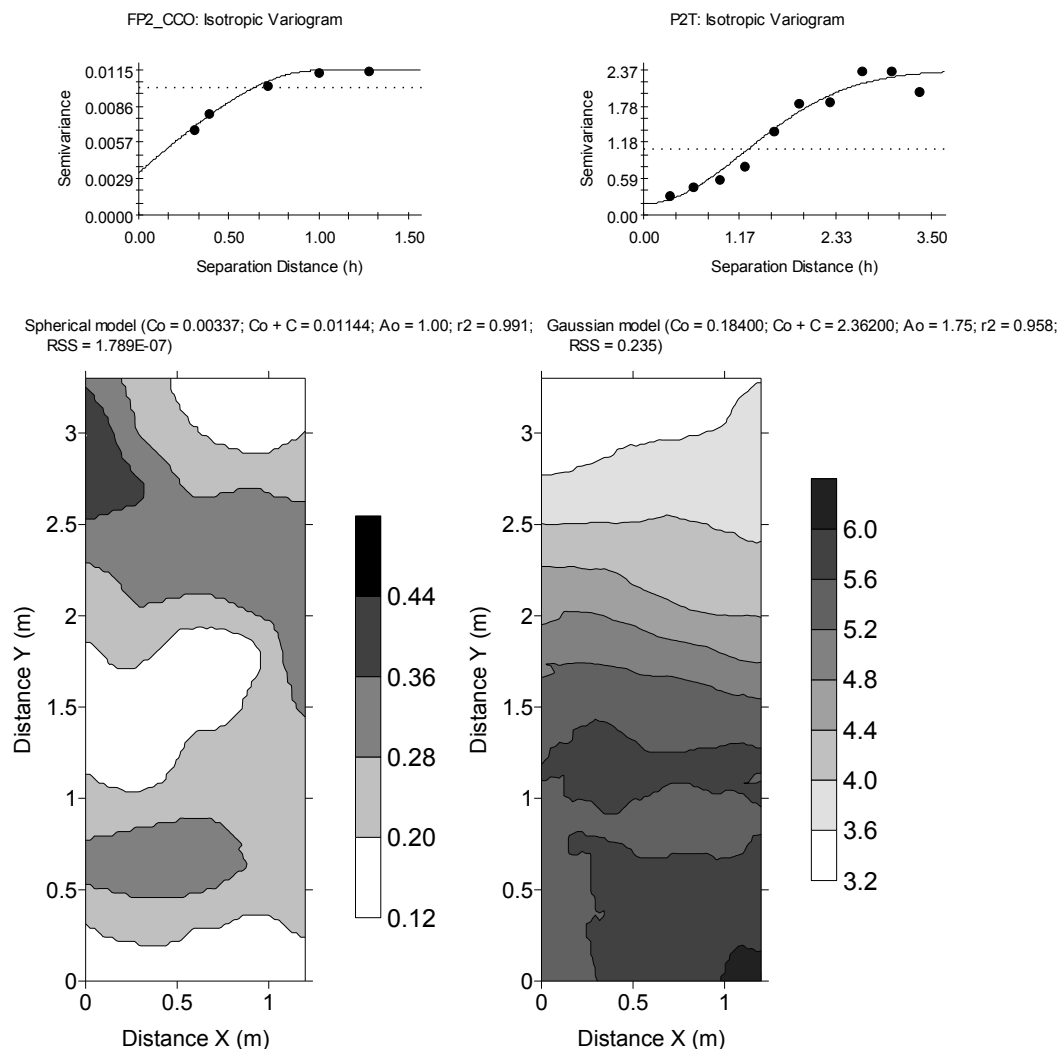 FP2_CCO: Isotropic Variogram
0.0115
0.0086
0.0057
0.0029
0.0000
Semivariance
0.00 0.50 1.00 1.50
Separation Distance (h)
P2T: Isotropic Variogram
2.37
1.78
1.18
0.59
0.00
Semivariance
0.00 1.17 2.33 3.50
Separation Distance (h)
Spherical model (Co = 0.00337; Co + C = 0.01144; Ao = 1.00; r2 = 0.991;
RSS = 1.789E-07)
Gaussian model (Co = 0.18400; Co + C = 2.36200; Ao = 1.75; r2 = 0.958;
RSS = 0.235)
3
2.5
2
1.5
1
0.5
0
Distance Y (m)
0 0.5 1
Distance X (m)
0.44
0.36
0.28
0.20
0.12
3
2.5
2
1.5
1
0.5
0
Distance Y (m)
0 0.5 1
Distance X (m)
6.0
5.6
5.2
4.8
4.4
4.0
3.6
3.2